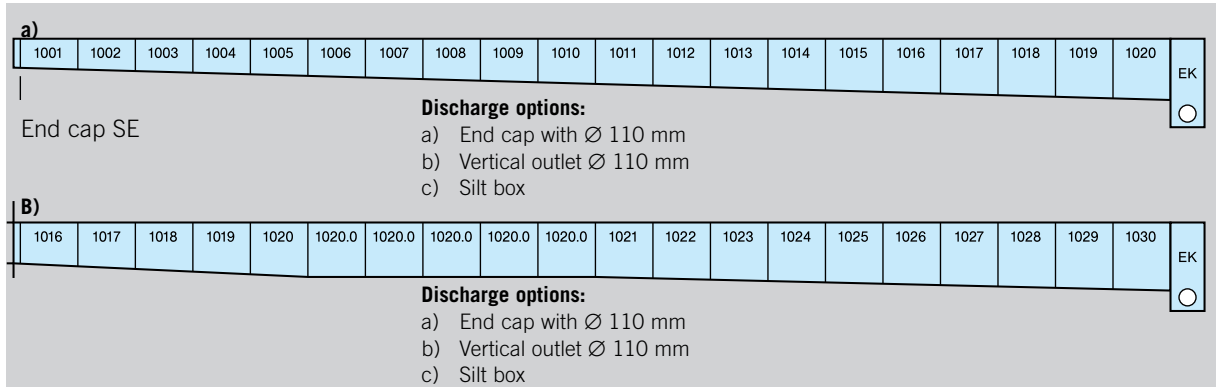 a)
1001 1002 1003 1004 1005 1006 1007 1008 1009 1010 1011 1012 1013 1014 1015 1016 1017 1018 1019 1020
EK
End cap SE
Discharge options:
a) End cap with Ø 110 mm
b) Vertical outlet Ø 110 mm
c) Silt box
B)
1016 1017 1018 1019 1020 1020.0 1020.0 1020.0 1020.0 1020.0 1021 1022 1023 1024 1025 1026 1027 1028 1029 1030
EK
Discharge options:
a) End cap with Ø 110 mm
b) Vertical outlet Ø 110 mm
c) Silt box